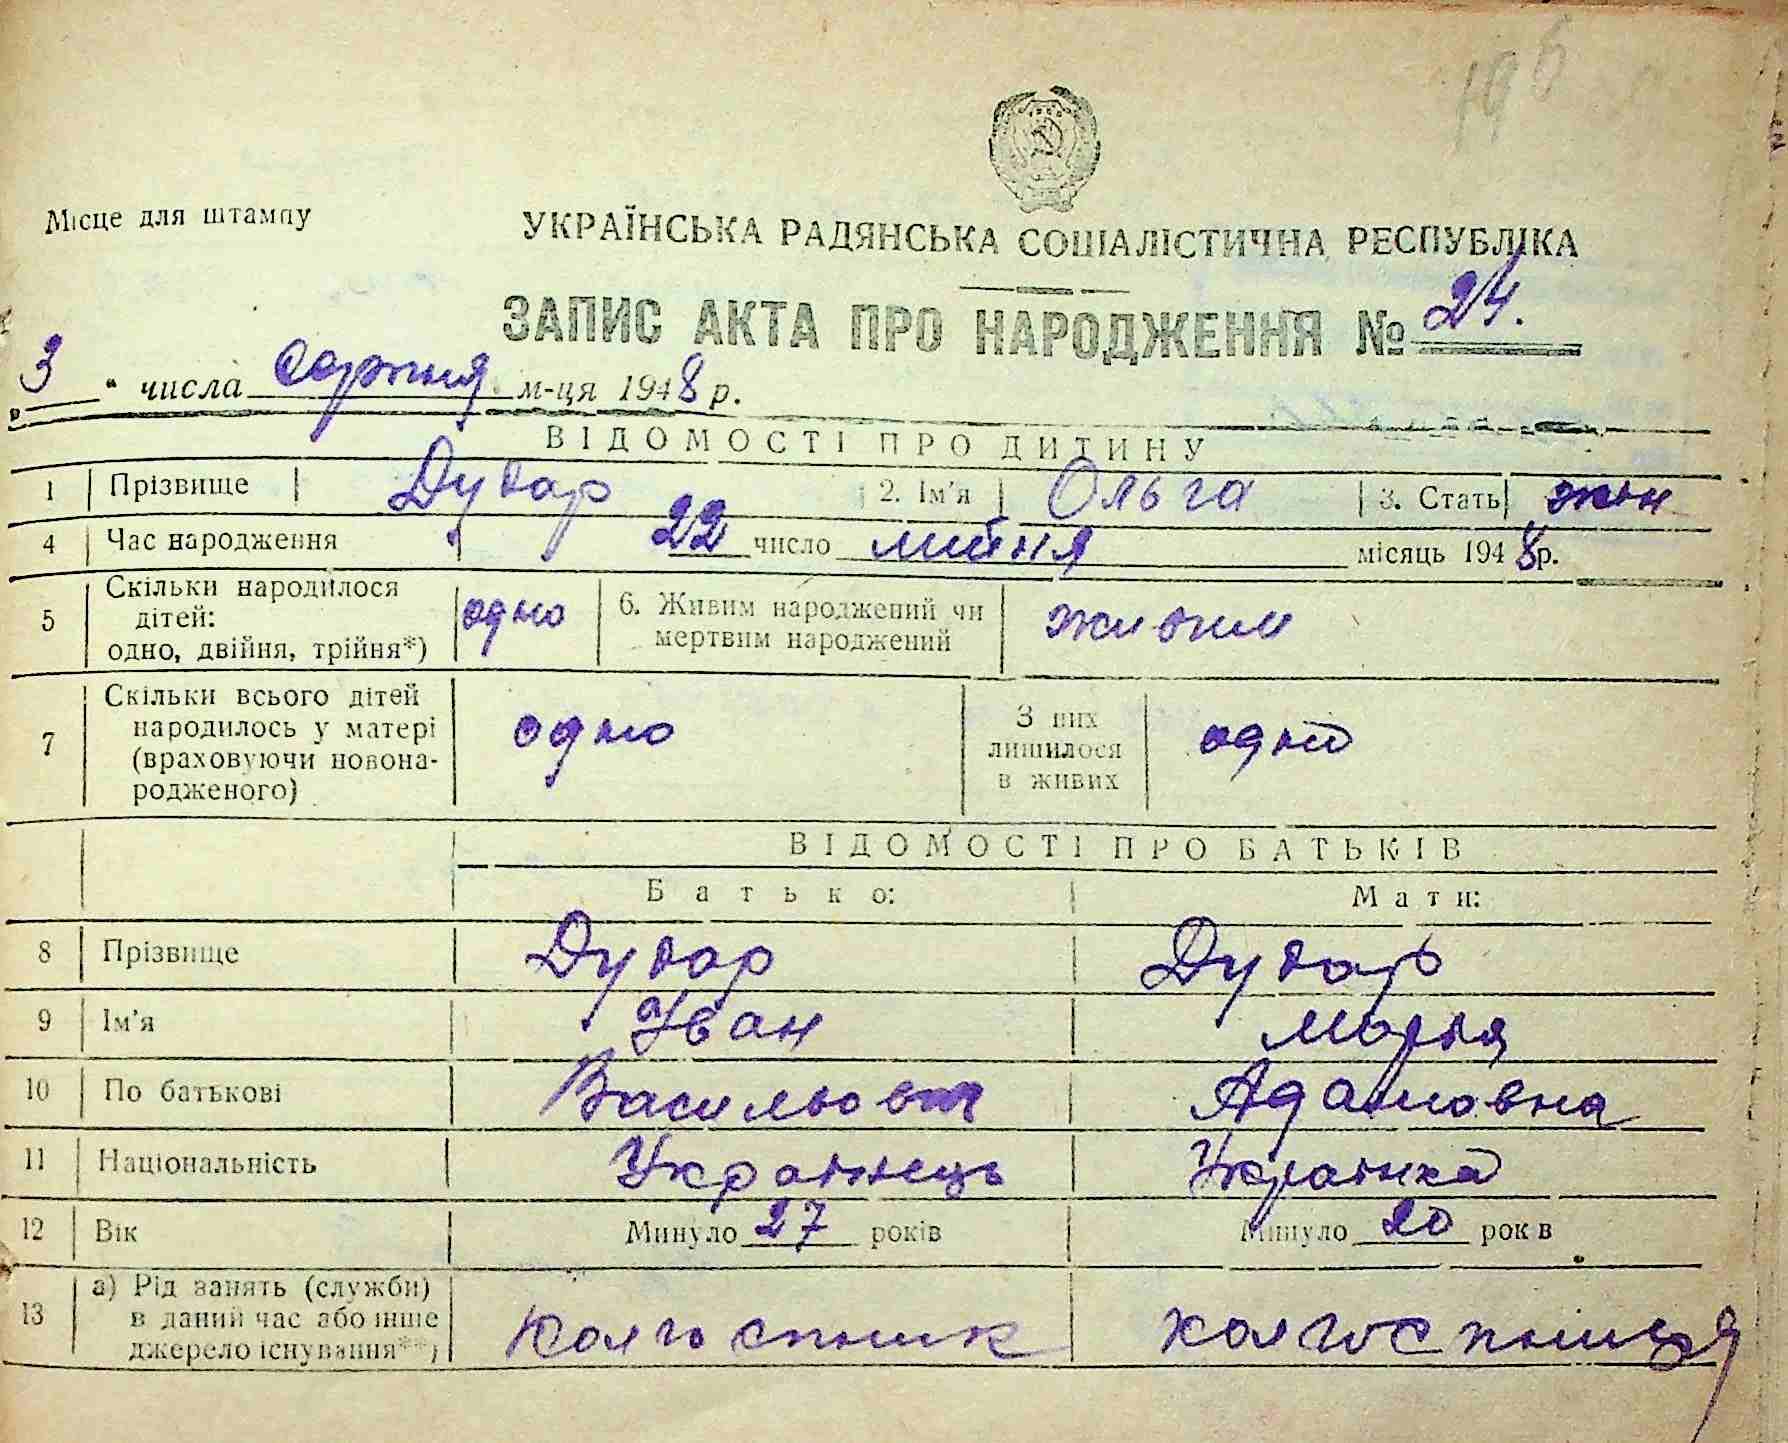 196
Місце для штампу
УКРАЇНСЬКА РАДЯНСЬКА СОЦІАЛІСТИЧНА РЕСПУБЛІКА
ЗАПИС АКТА ПРО НАРОДЖЕННЯ № 24.
„3" числа серпня м-ця 1948 р.
ВІДОМОСТІ ПРО ДИТИНУ
1 Прізвище Дубар 2. Ім'я Ольга 3. Стать жін
4 Час народження 22 число липня місяць 1948 р.
5 Скільки народилося дітей: одно, двійня, трійня*) одно 6. Живим народжений чи мертвим народжений живим
7 Скільки всього дітей народилось у матері (враховуючи новонародженого) одно З них лишилося в живих одно
ВІДОМОСТІ ПРО БАТЬКІВ
Батько: Мати:
8 Прізвище Дубар Дубар
9 Ім'я Іван Марія
10 По батькові Васильов Адамовна
11 Національність Українець Українка
12 Вік Минуло 27 років Минуло 20 років
13 а) Рід занять (служби) в даний час або інше джерело існування**) колгоспник колгоспниця